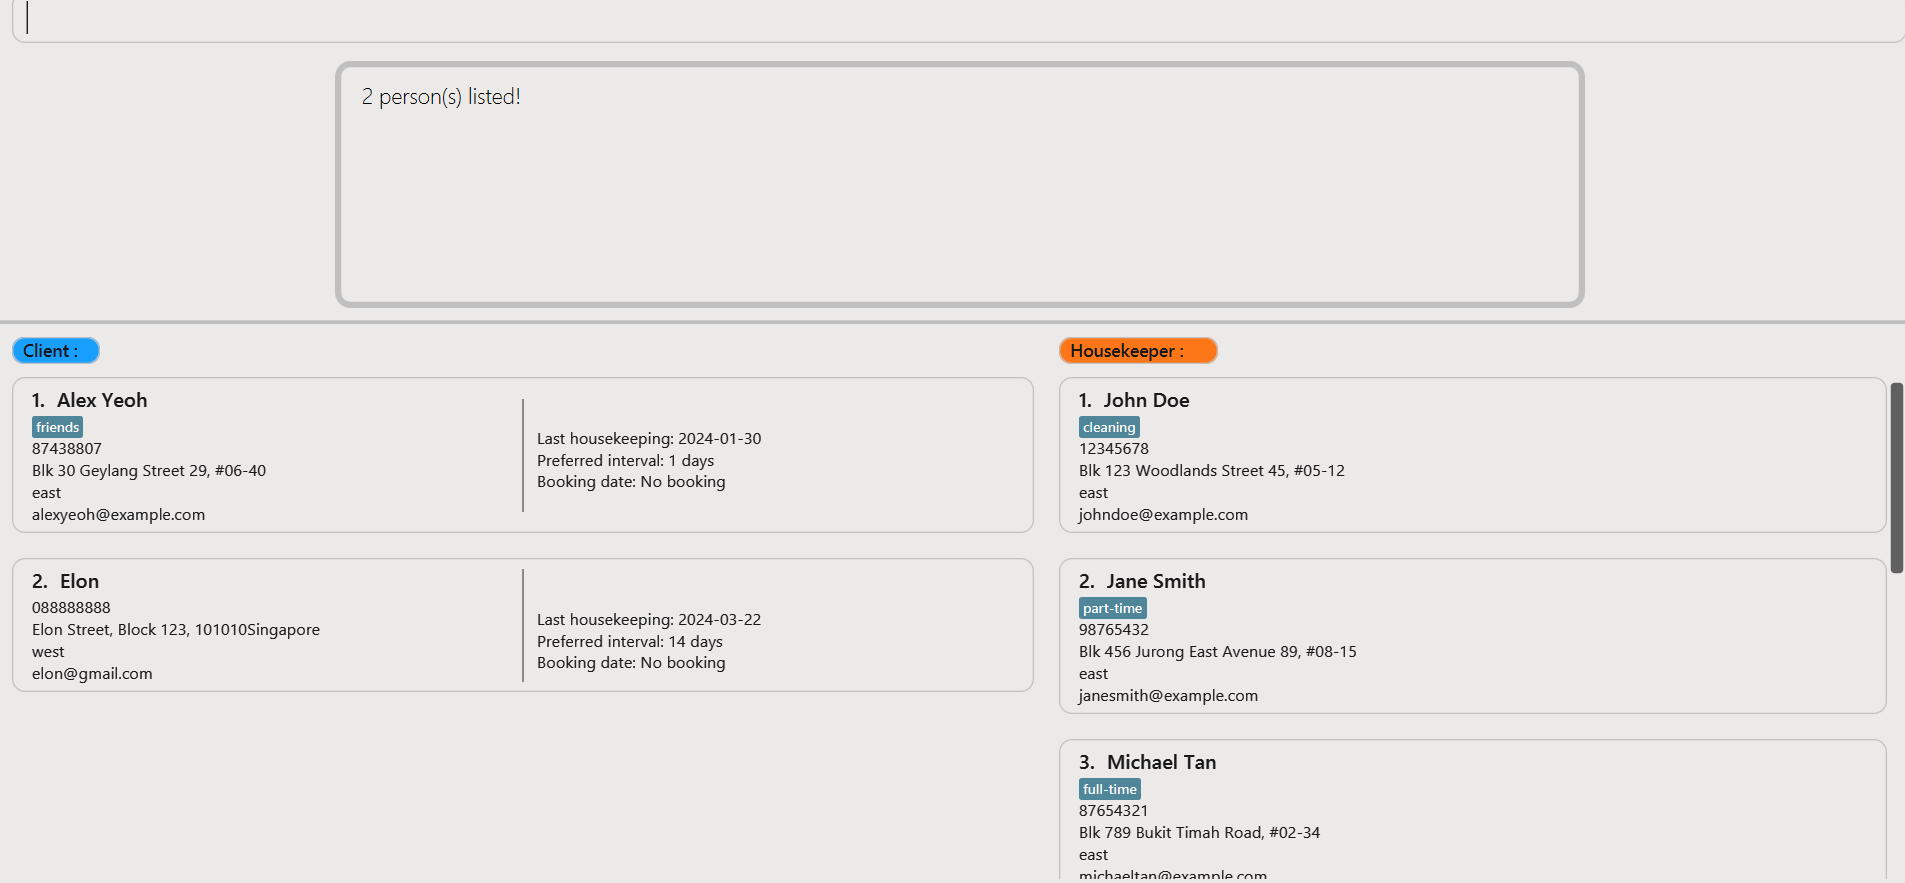 2 person(s) listed!
Client :
1. Alex Yeoh
friends
87438807
Blk 30 Geylang Street 29, #06-40
east
alexyeoh@example.com
Last housekeeping: 2024-01-30
Preferred interval: 1 days
Booking date: No booking
2. Elon
088888888
Elon Street, Block 123, 101010Singapore
west
elon@gmail.com
Last housekeeping: 2024-03-22
Preferred interval: 14 days
Booking date: No booking
Housekeeper :
1. John Doe
cleaning
12345678
Blk 123 Woodlands Street 45, #05-12
east
johndoe@example.com
2. Jane Smith
part-time
98765432
Blk 456 Jurong East Avenue 89, #08-15
east
janesmith@example.com
3. Michael Tan
full-time
87654321
Blk 789 Bukit Timah Road, #02-34
east
michaeltan@example.com